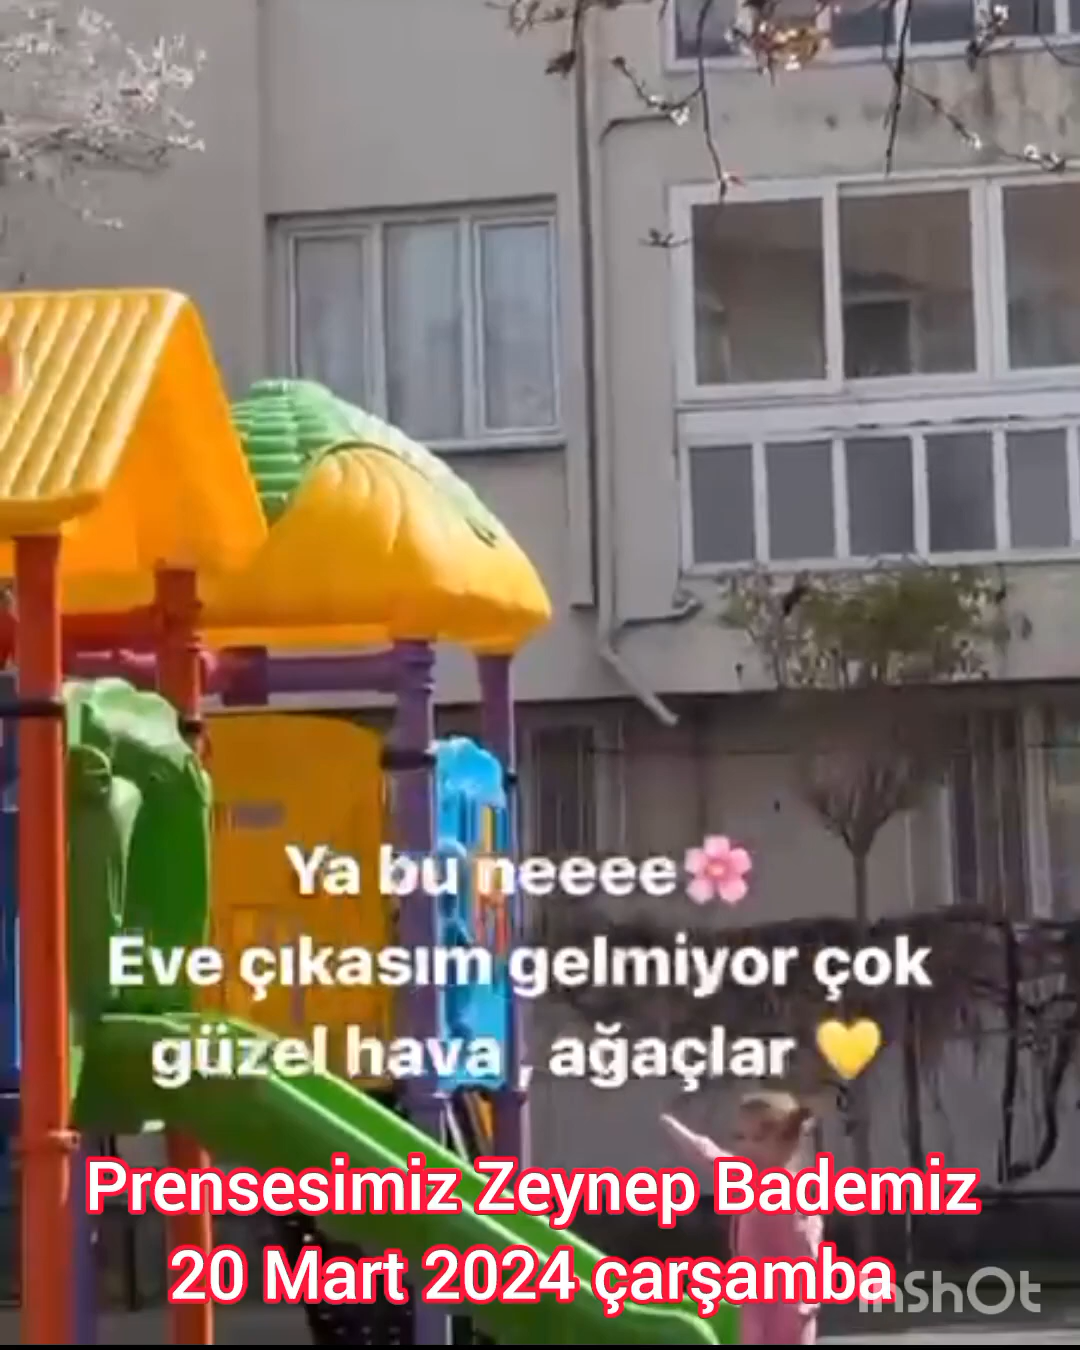 Ya bu neeee🌸
Eve çıkasım gelmiyor çok
güzel hava , ağaçlar 💛
Prensesimiz Zeynep Bademiz
20 Mart 2024 çarşamba
InShOt